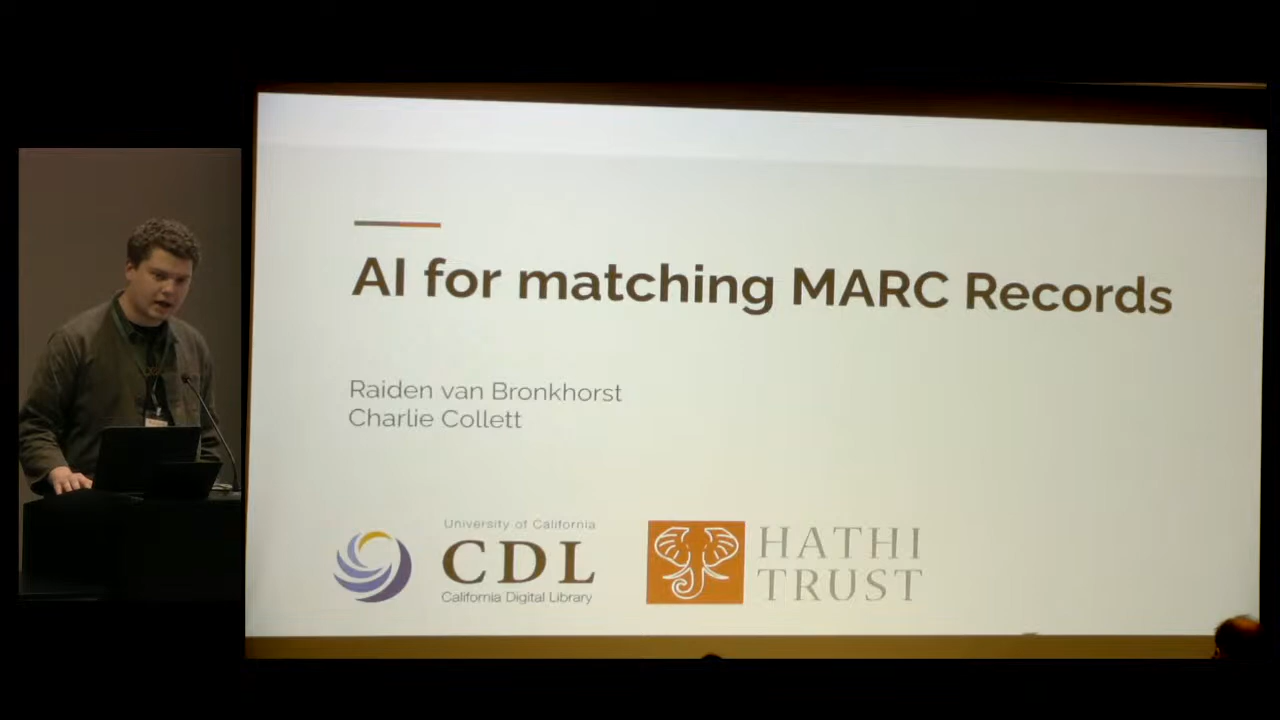 AI for matching MARC Records
Raiden van Bronkhorst
Charlie Collett
University of California
CDL
California Digital Library
HATHI
TRUST